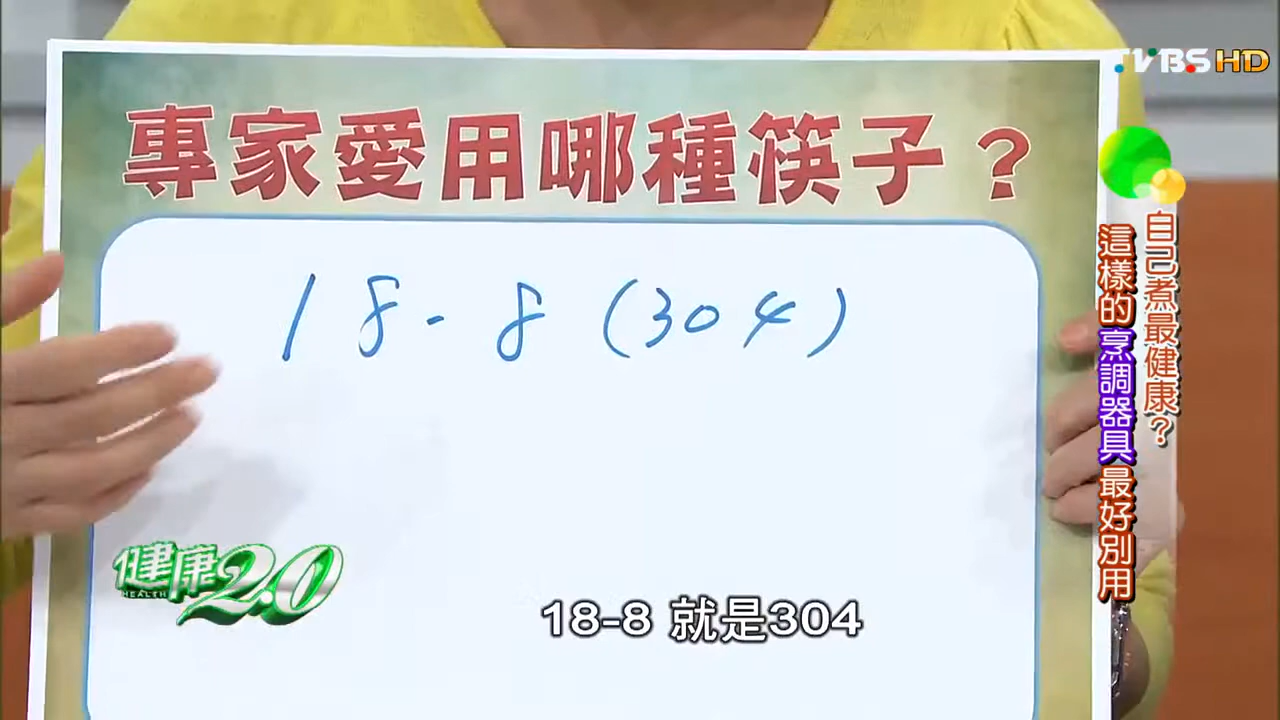 TVBS HD
專家愛用哪種筷子？
18-8 (304)
自己煮最健康？
這樣的烹調器具最好別用
健康2.0
HEALTH
18-8 就是304